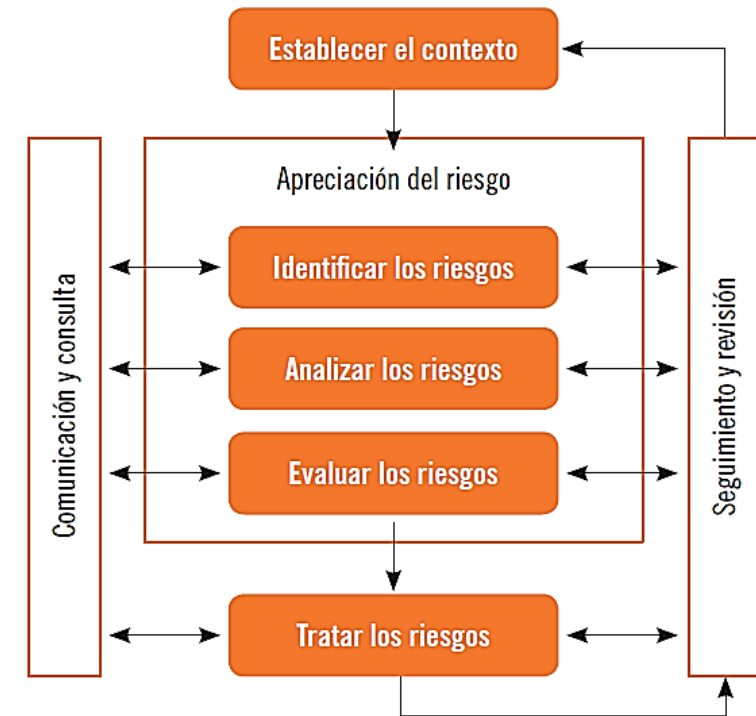 Establecer el contexto
Apreciación del riesgo
Identificar los riesgos
Analizar los riesgos
Evaluar los riesgos
Tratar los riesgos
Comunicación y consulta
Seguimiento y revisión